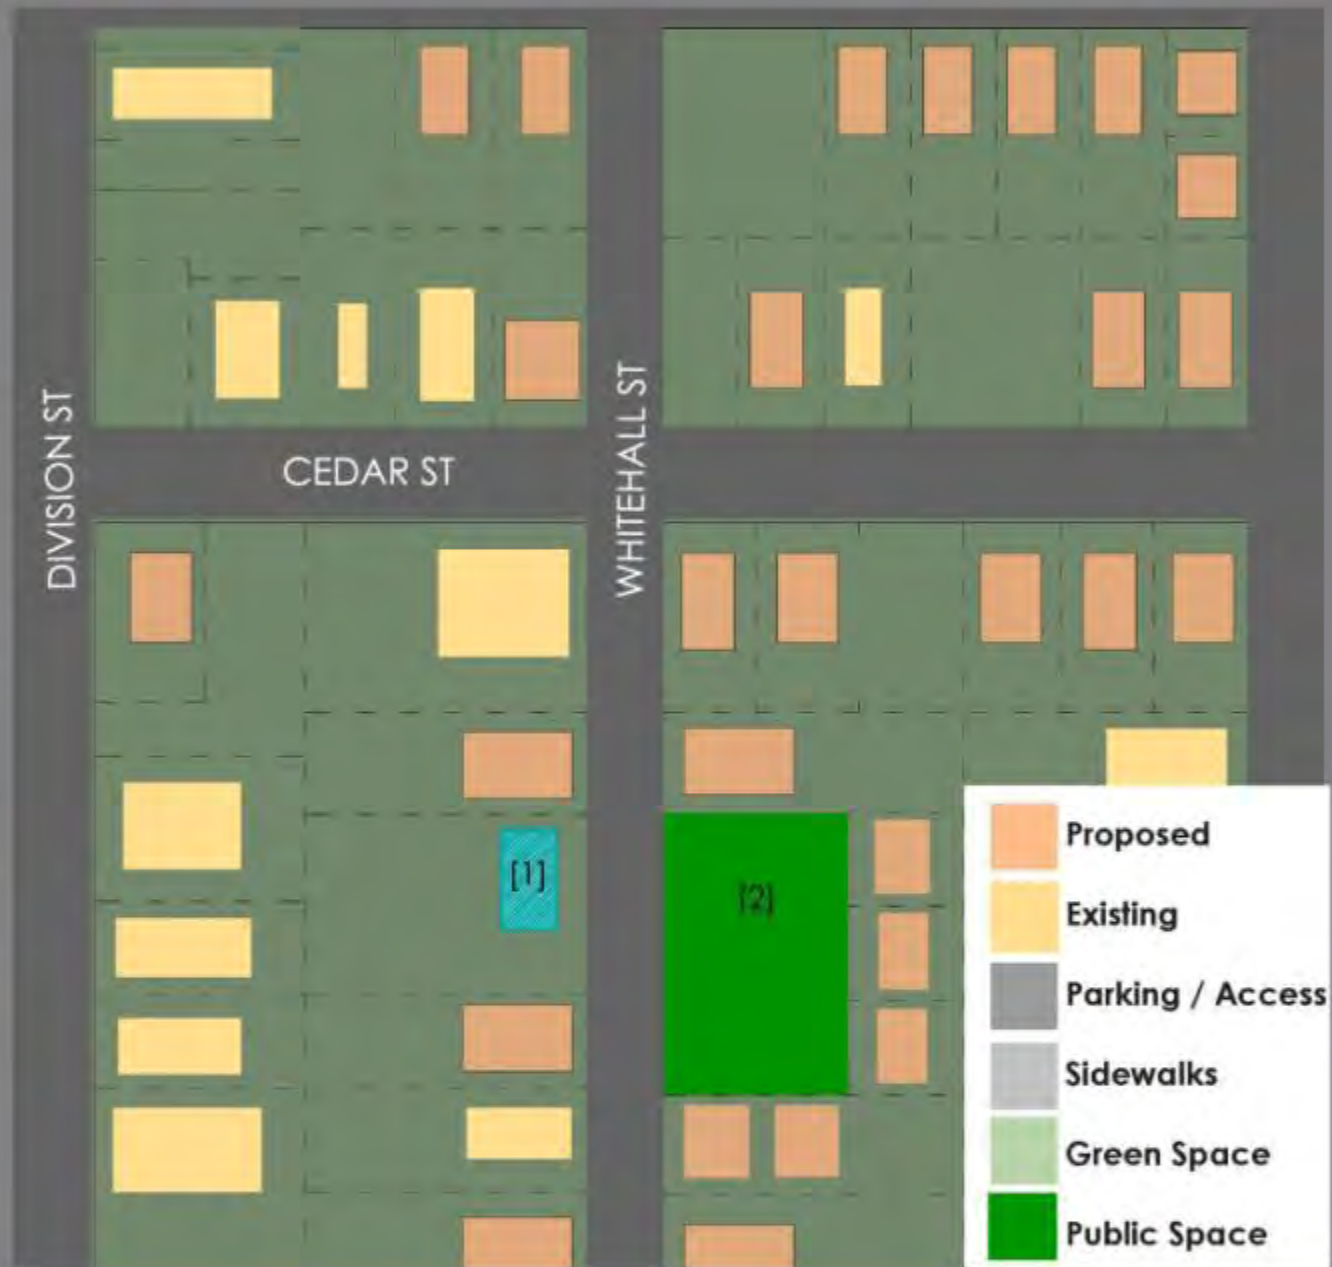 DIVISION ST
CEDAR ST
WHITEHALL ST
[1]
[2]
Proposed
Existing
Parking / Access
Sidewalks
Green Space
Public Space